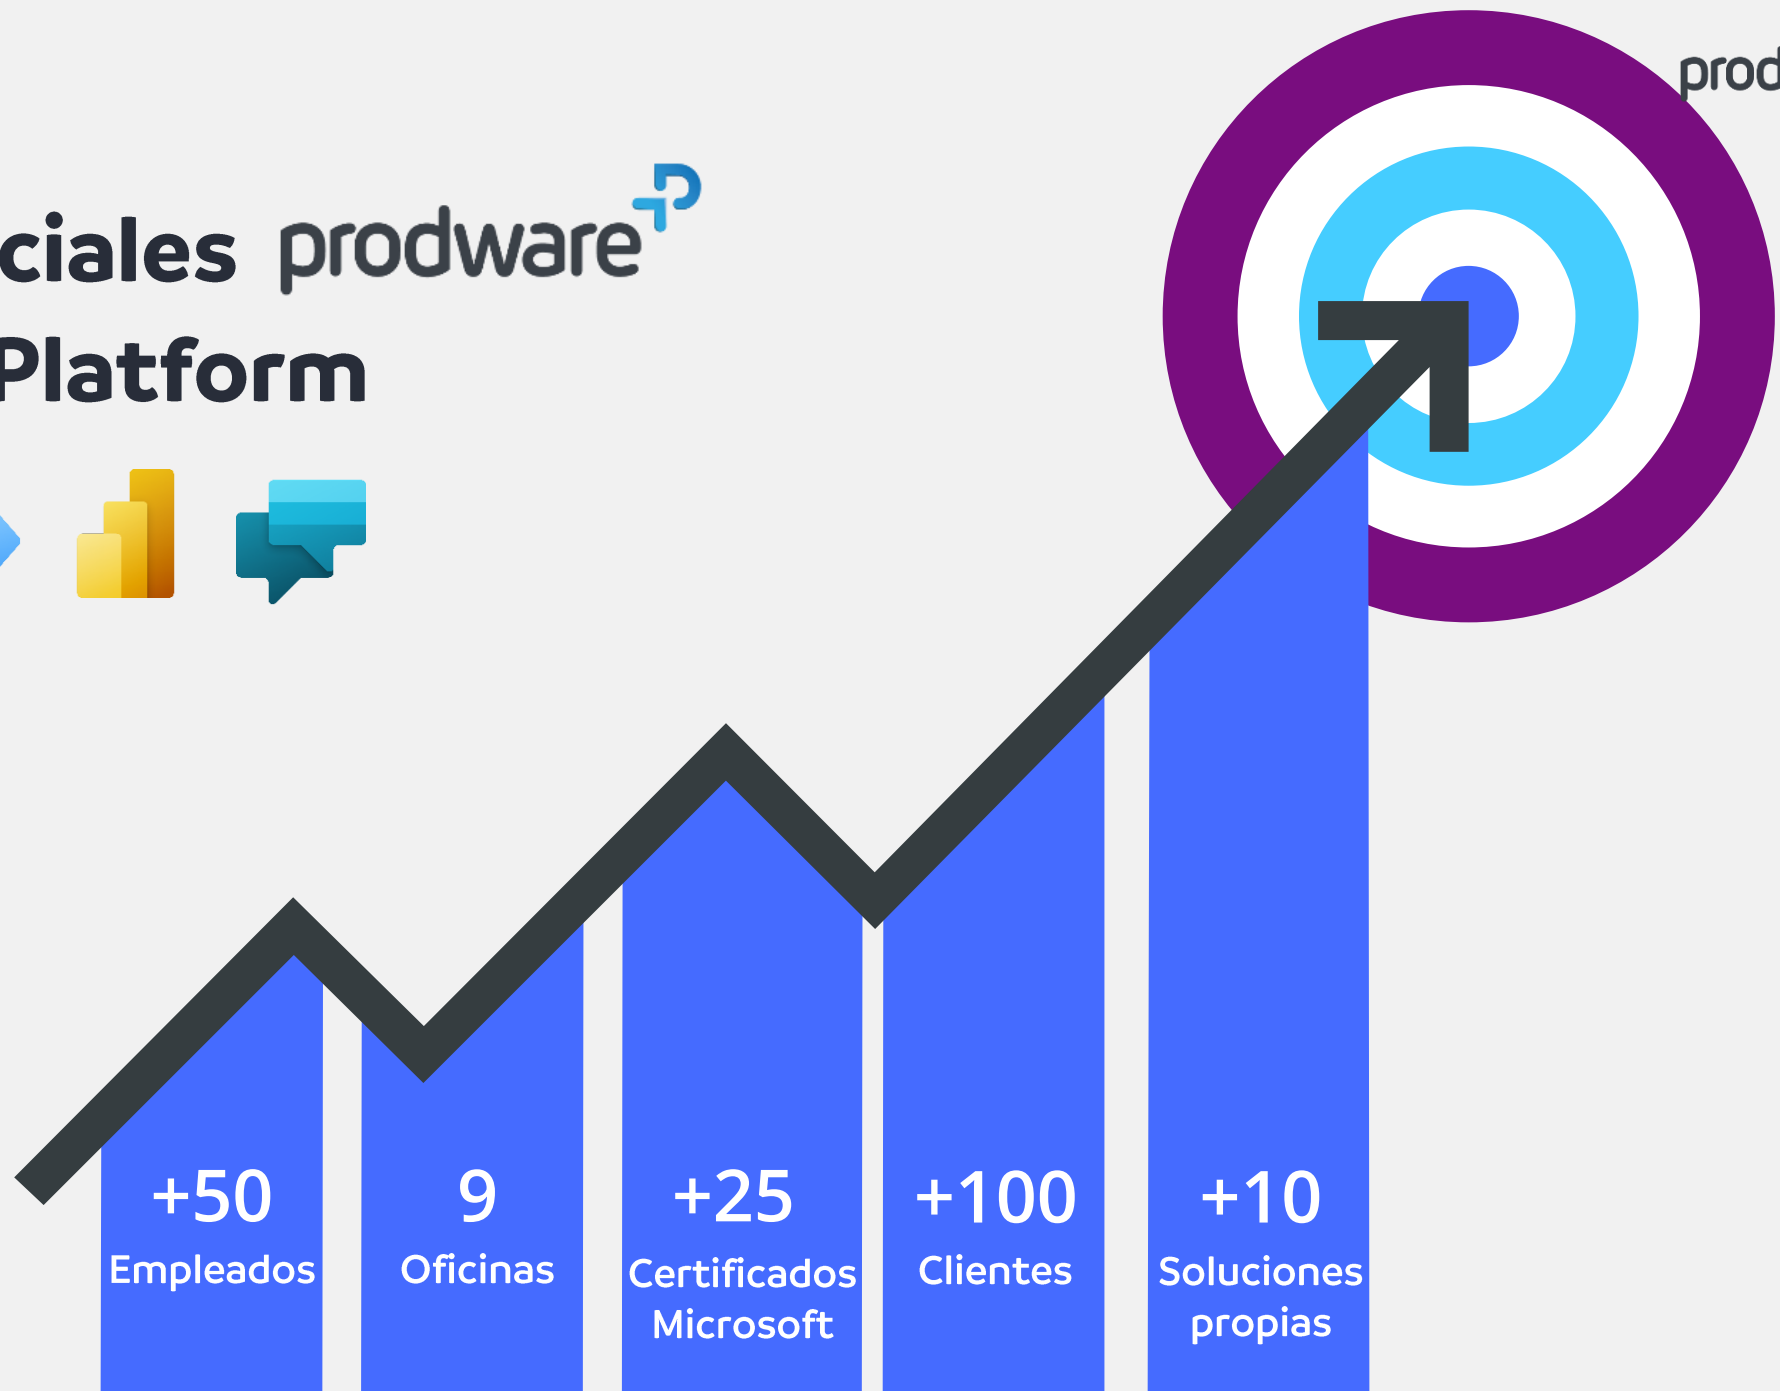 ciales prodware
Platform
+50
Empleados
9
Oficinas
+25
Certificados
Microsoft
+100
Clientes
+10
Soluciones
propias